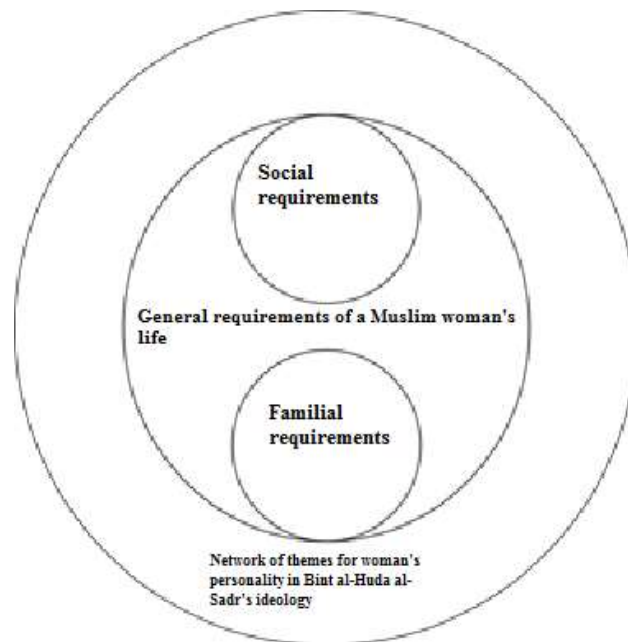 Social
requirements
General requirements of a Muslim woman's
life
Familial
requirements
Network of themes for woman's
personality in Bint al-Huda al-
Sadr's ideology